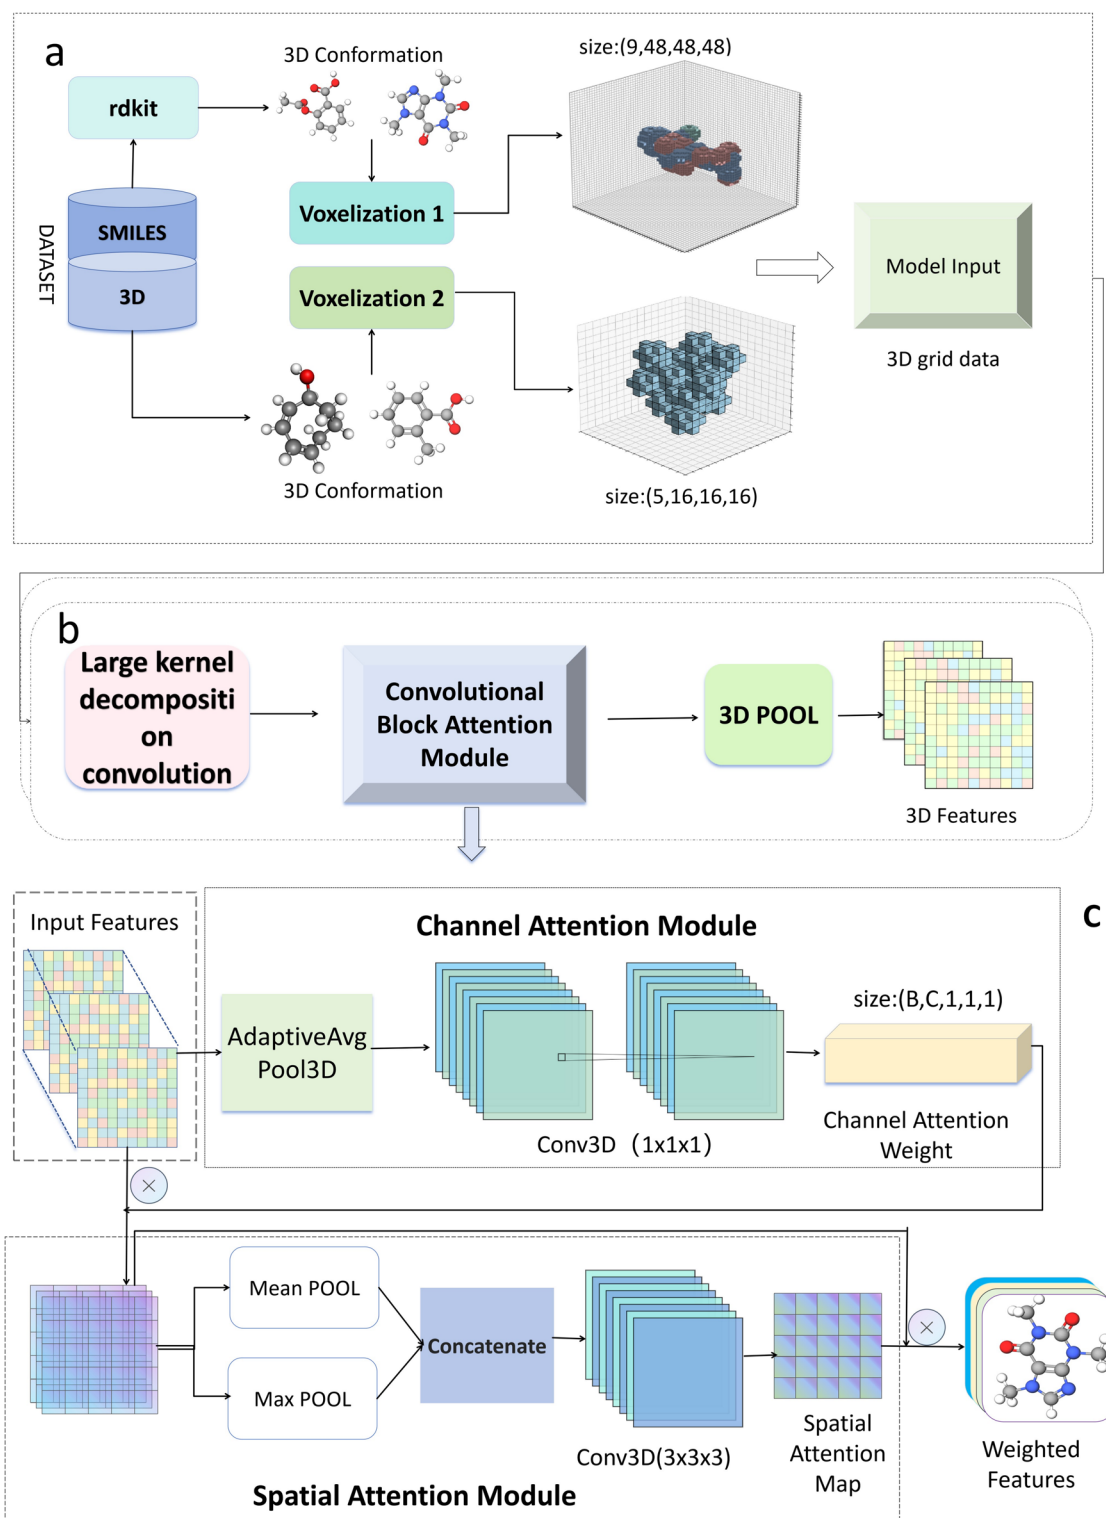 a
3D Conformation
size:(9,48,48,48)
rdkit
DATASET
SMILES
3D
Voxelization 1
Voxelization 2
Model Input
3D grid data
3D Conformation
size:(5,16,16,16)
b
Large kernel
decompositi
on
convolution
Convolutional
Block Attention
Module
3D POOL
3D Features
c
Input Features
Channel Attention Module
AdaptiveAvg
Pool3D
Conv3D (1x1x1)
size:(B,C,1,1,1)
Channel Attention
Weight
Mean POOL
Max POOL
Concatenate
Conv3D(3x3x3)
Spatial
Attention
Map
Weighted
Features
Spatial Attention Module